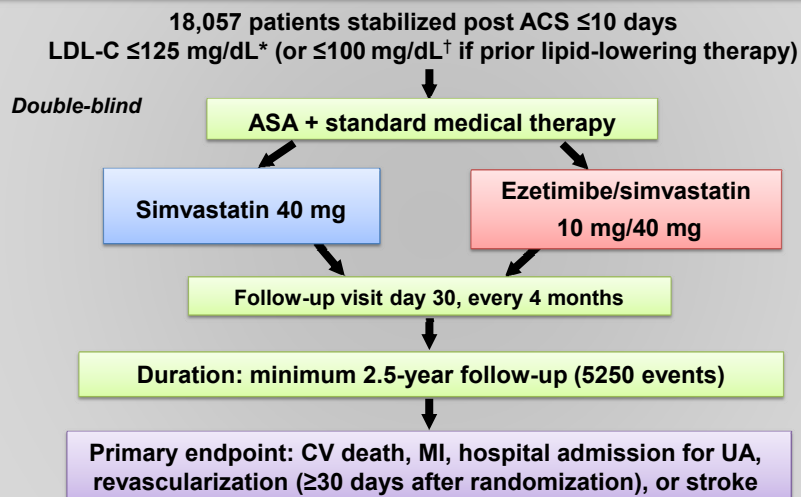 18,057 patients stabilized post ACS ≤10 days
LDL-C ≤125 mg/dL* (or ≤100 mg/dL† if prior lipid-lowering therapy)
Double-blind
ASA + standard medical therapy
Simvastatin 40 mg
Ezetimibe/simvastatin
10 mg/40 mg
Follow-up visit day 30, every 4 months
Duration: minimum 2.5-year follow-up (5250 events)
Primary endpoint: CV death, MI, hospital admission for UA,
revascularization (≥30 days after randomization), or stroke